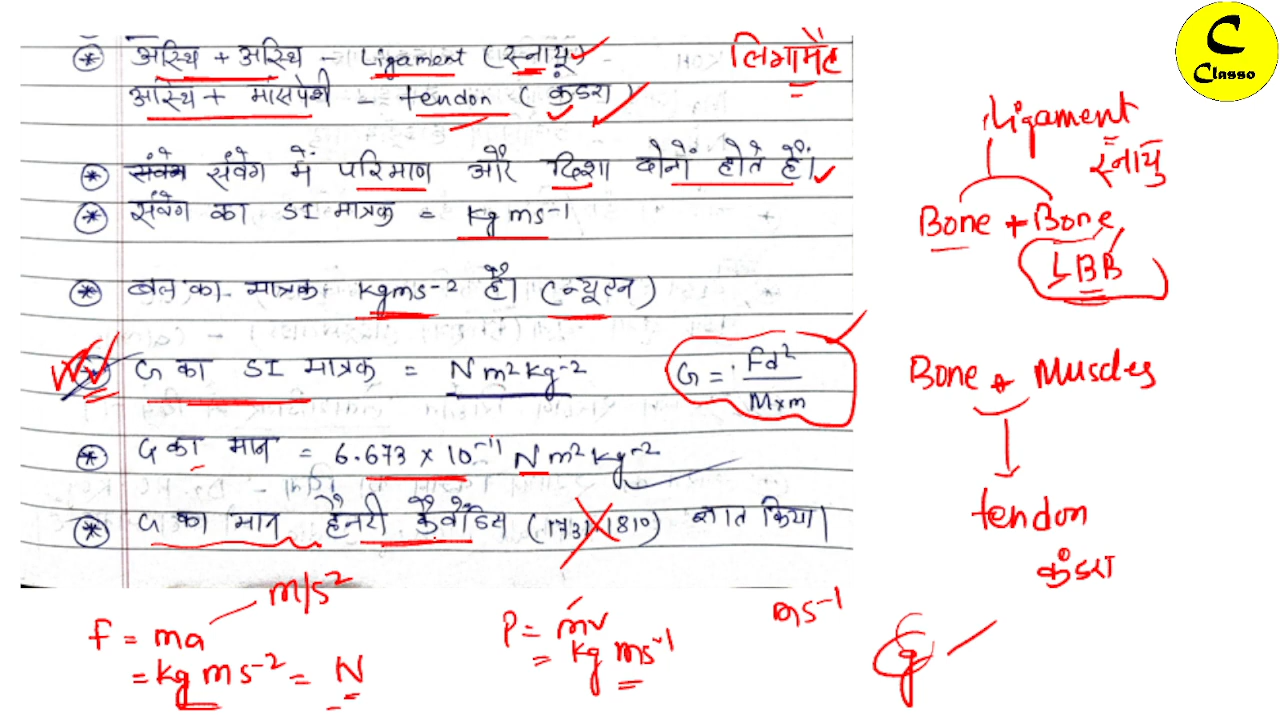 अस्थि + अस्थि - Ligament (स्नायु)
अस्थि + मांसपेशी - tendon (कंडरा)
संवेग में परिमाण और दिशा दोनों होते हैं।
संवेग का SI मात्रक = kg ms-1
बल का मात्रक kgms-2 है। (न्यूटन)
G का SI मात्रक = N m2 kg-2
G = Fd²
M×m
G का मान = 6.673 × 10-11 N m2 kg-2
G का मान हेनरी कैवेंडिस (1731-1810) ज्ञात किया।
लिगामेंट
C
Classo
Ligament
स्नायु
Bone + Bone
LBB
Bone + Muscles
tendon
कंडरा
m/s²
F = ma
= kg m s-2 = N
P = mv
= kg ms-1
ms-1
g